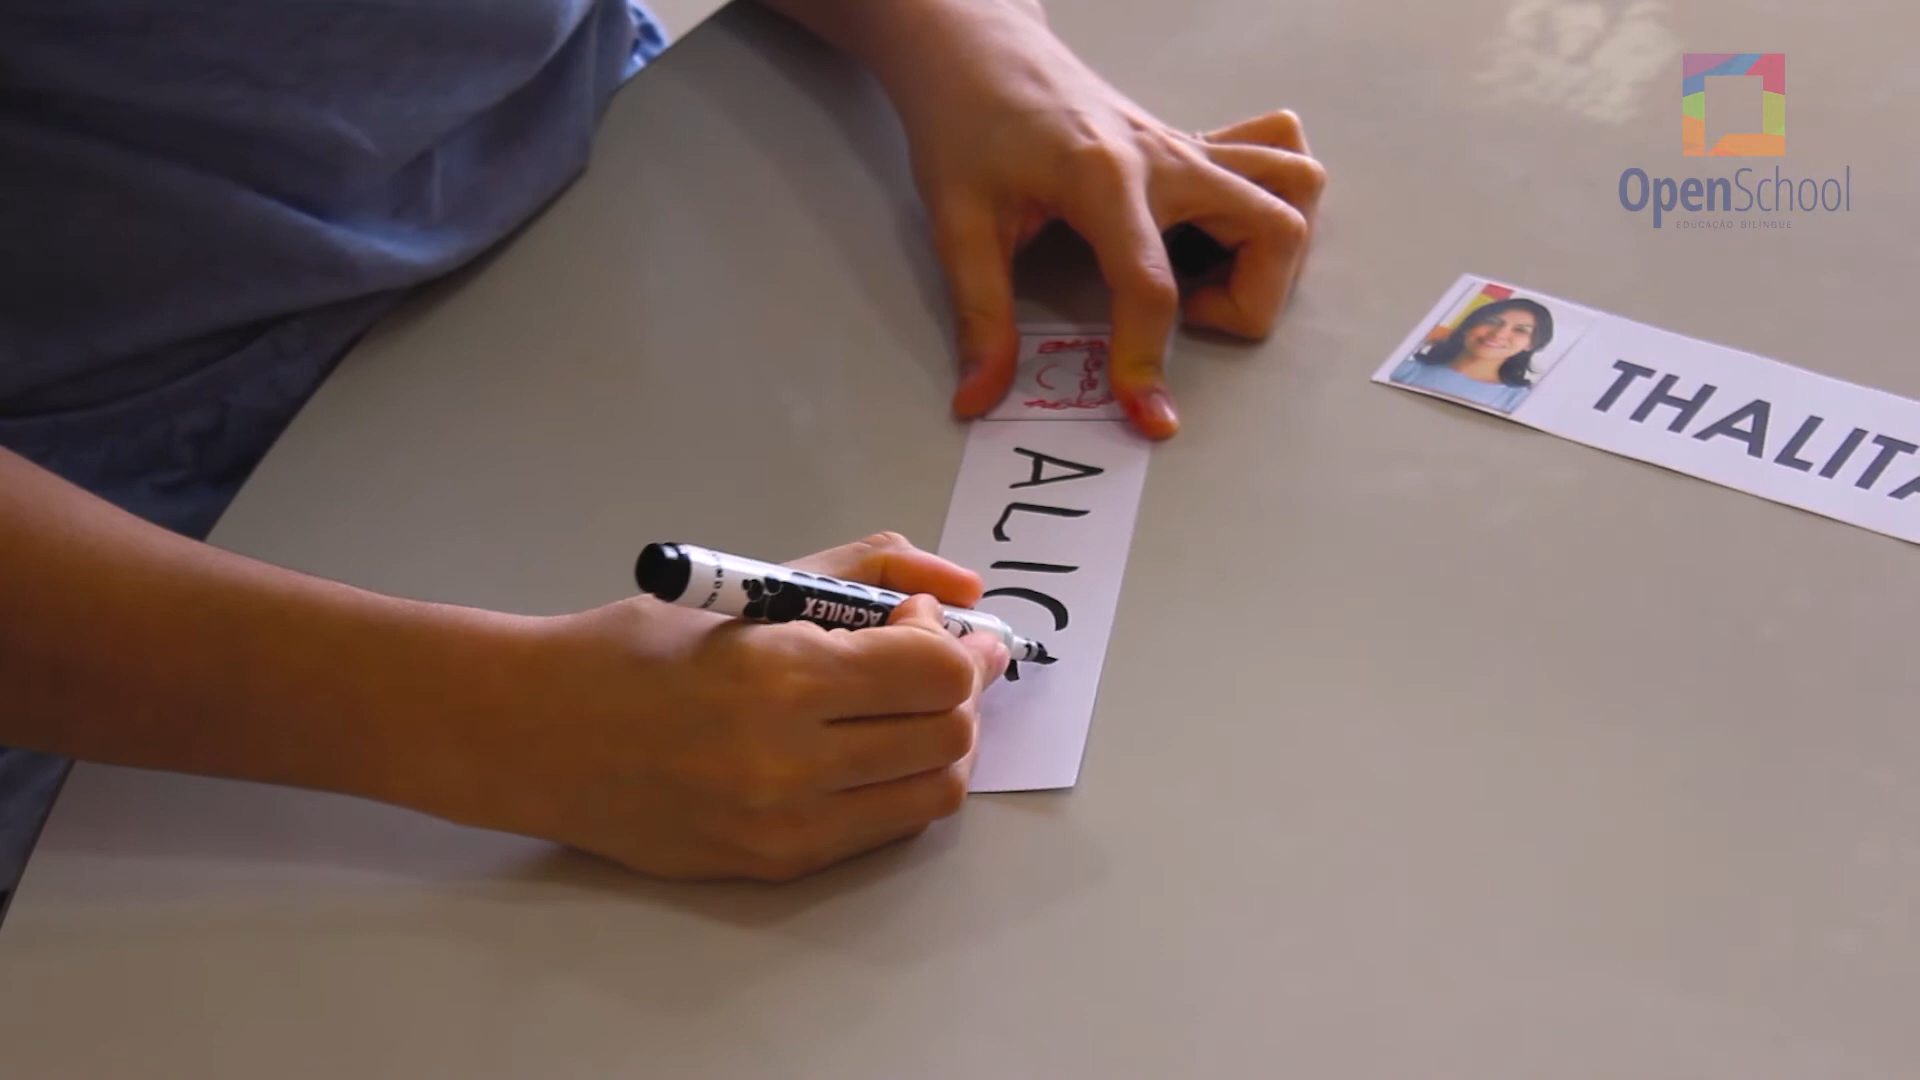 OpenSchool
EDUCAÇÃO BILÍNGUE
THALITA
ALIC
ACRILEX